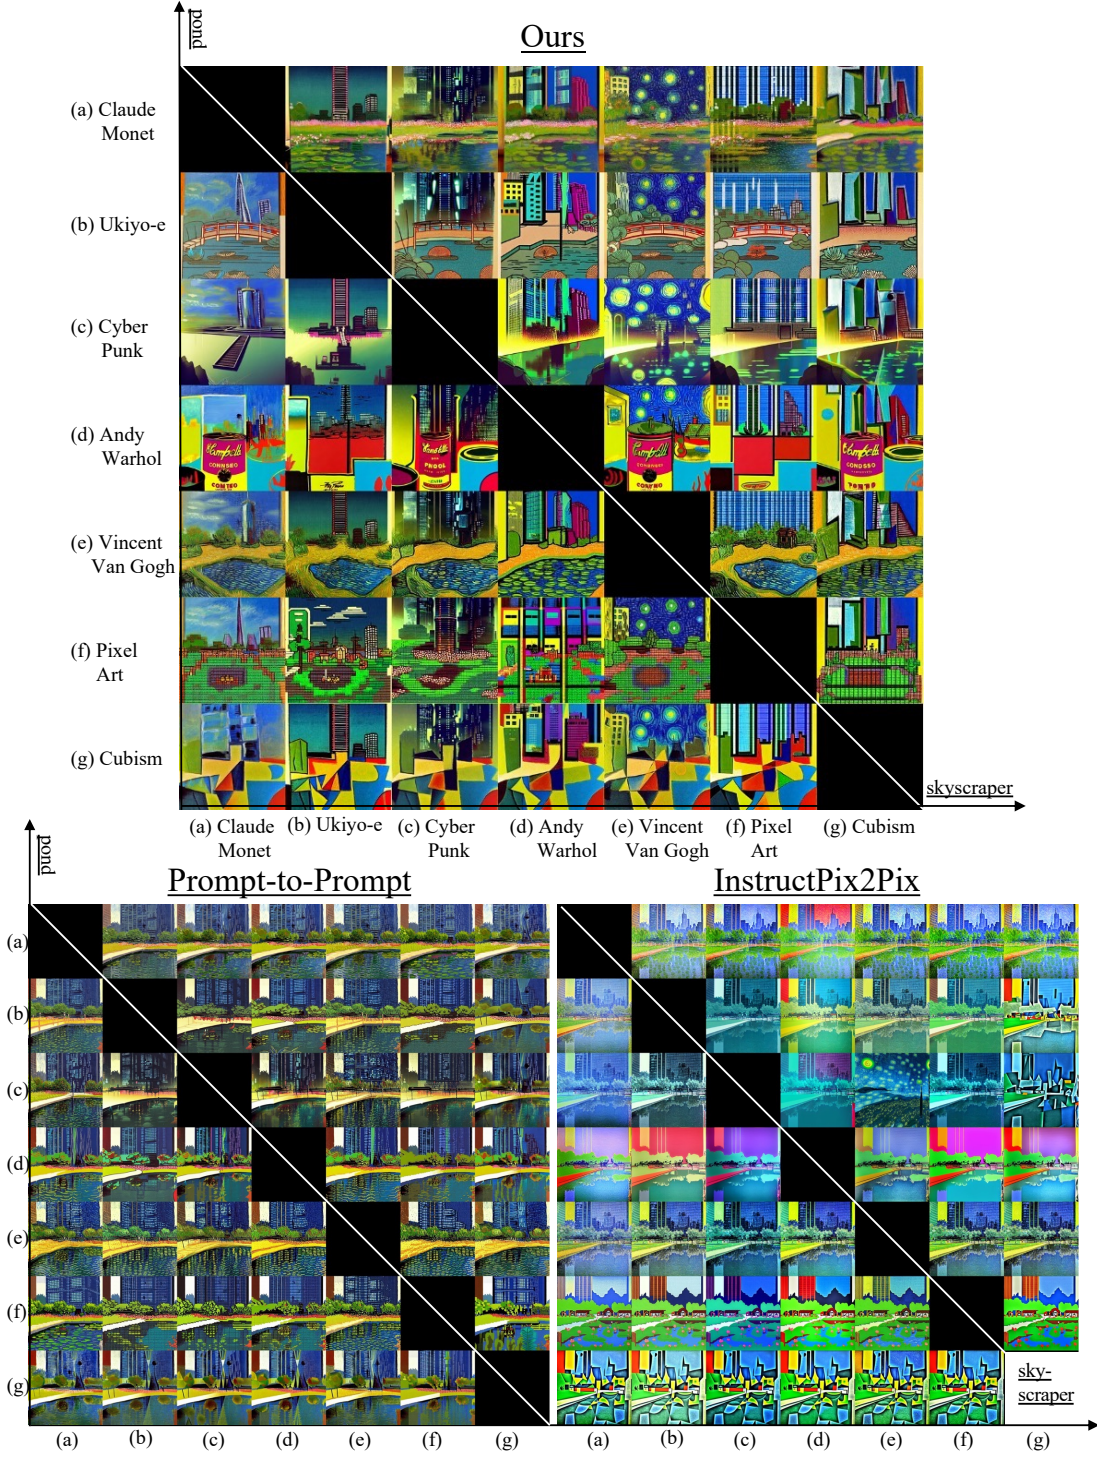 pond
Ours
(a) Claude
Monet
(b) Ukiyo-e
(c) Cyber
Punk
(d) Andy
Warhol
(e) Vincent
Van Gogh
(f) Pixel
Art
(g) Cubism
skyscraper
(a) Claude
Monet
(b) Ukiyo-e
(c) Cyber
Punk
(d) Andy
Warhol
(e) Vincent
Van Gogh
(f) Pixel
Art
(g) Cubism
pond
Prompt-to-Prompt
InstructPix2Pix
(a)
(b)
(c)
(d)
(e)
(f)
(g)
sky-
scraper
(a) (b) (c) (d) (e) (f) (g)
(a) (b) (c) (d) (e) (f) (g)